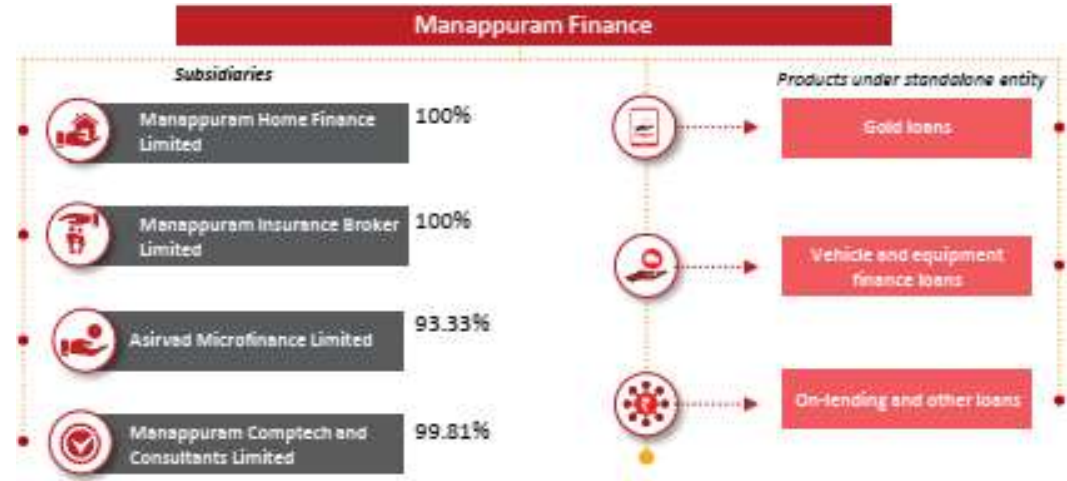 Manappuram Finance
Subsidiaries
Manappuram Home Finance
Limited
100%
Manappuram Insurance Broker
Limited
100%
Asirvad Microfinance Limited
93.33%
Manappuram Comptech and
Consultants Limited
99.81%
Products under standalone entity
Gold loans
Vehicle and equipment
finance loans
On-lending and other loans
₹